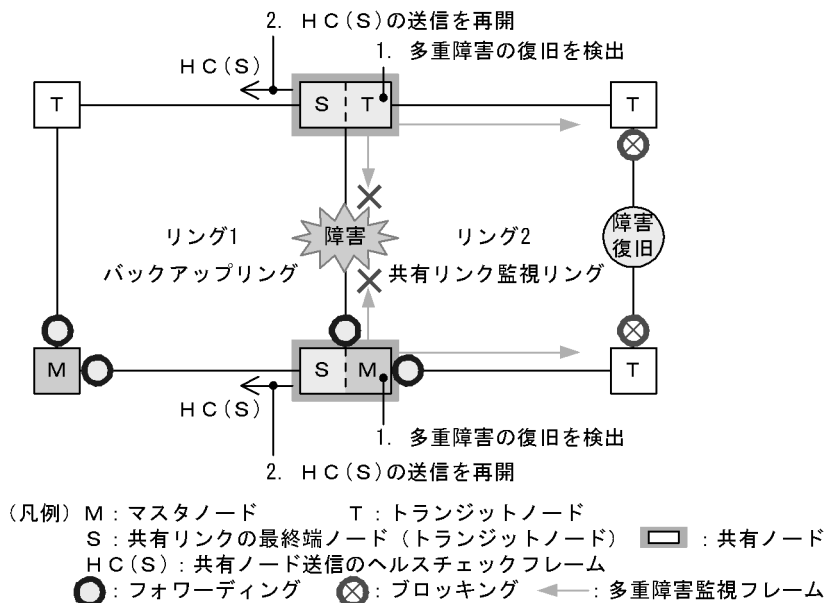 2. HC(S)の送信を再開
1. 多重障害の復旧を検出
HC(S)
T
S
T
T
障害
障害
復旧
リング1
リング2
バックアップリング
共有リンク監視リング
M
S
M
T
HC(S)
1. 多重障害の復旧を検出
2. HC(S)の送信を再開
(凡例) M:マスタノード T:トランジットノード
S:共有リンクの最終端ノード(トランジットノード) :共有ノード
HC(S):共有ノード送信のヘルスチェックフレーム
:フォワーディング :ブロッキング :多重障害監視フレーム